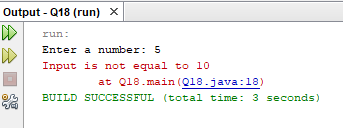 Output - Q18 (run)
run:
Enter a number: 5
Input is not equal to 10
at Q18.main(Q18.java:18)
BUILD SUCCESSFUL (total time: 3 seconds)